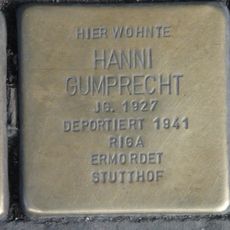 HIER WOHNTE
HANNI
GUMPRECHT
JG. 1927
DEPORTIERT 1941
RIGA
ERMORDET
STUTTHOF